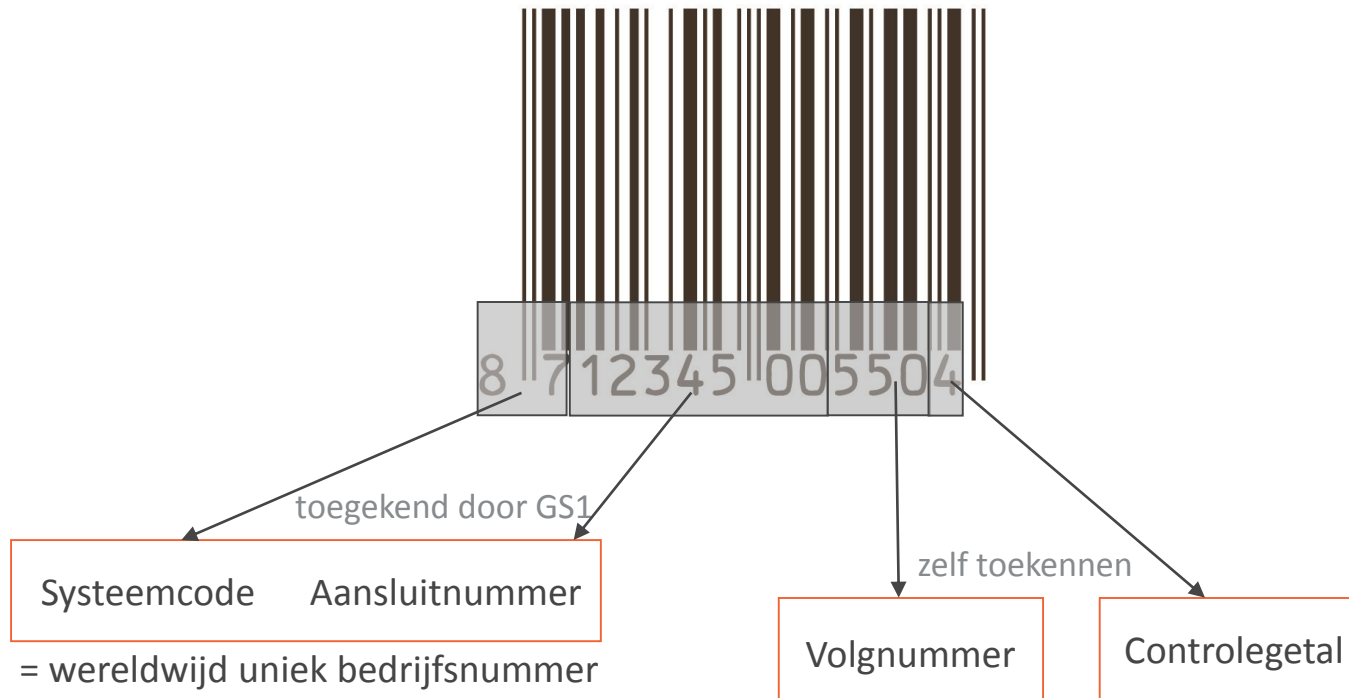 8 712345 005504
toegekend door GS1
Systeemcode Aansluitnummer
= wereldwijd uniek bedrijfsnummer
zelf toekennen
Volgnummer
Controlegetal